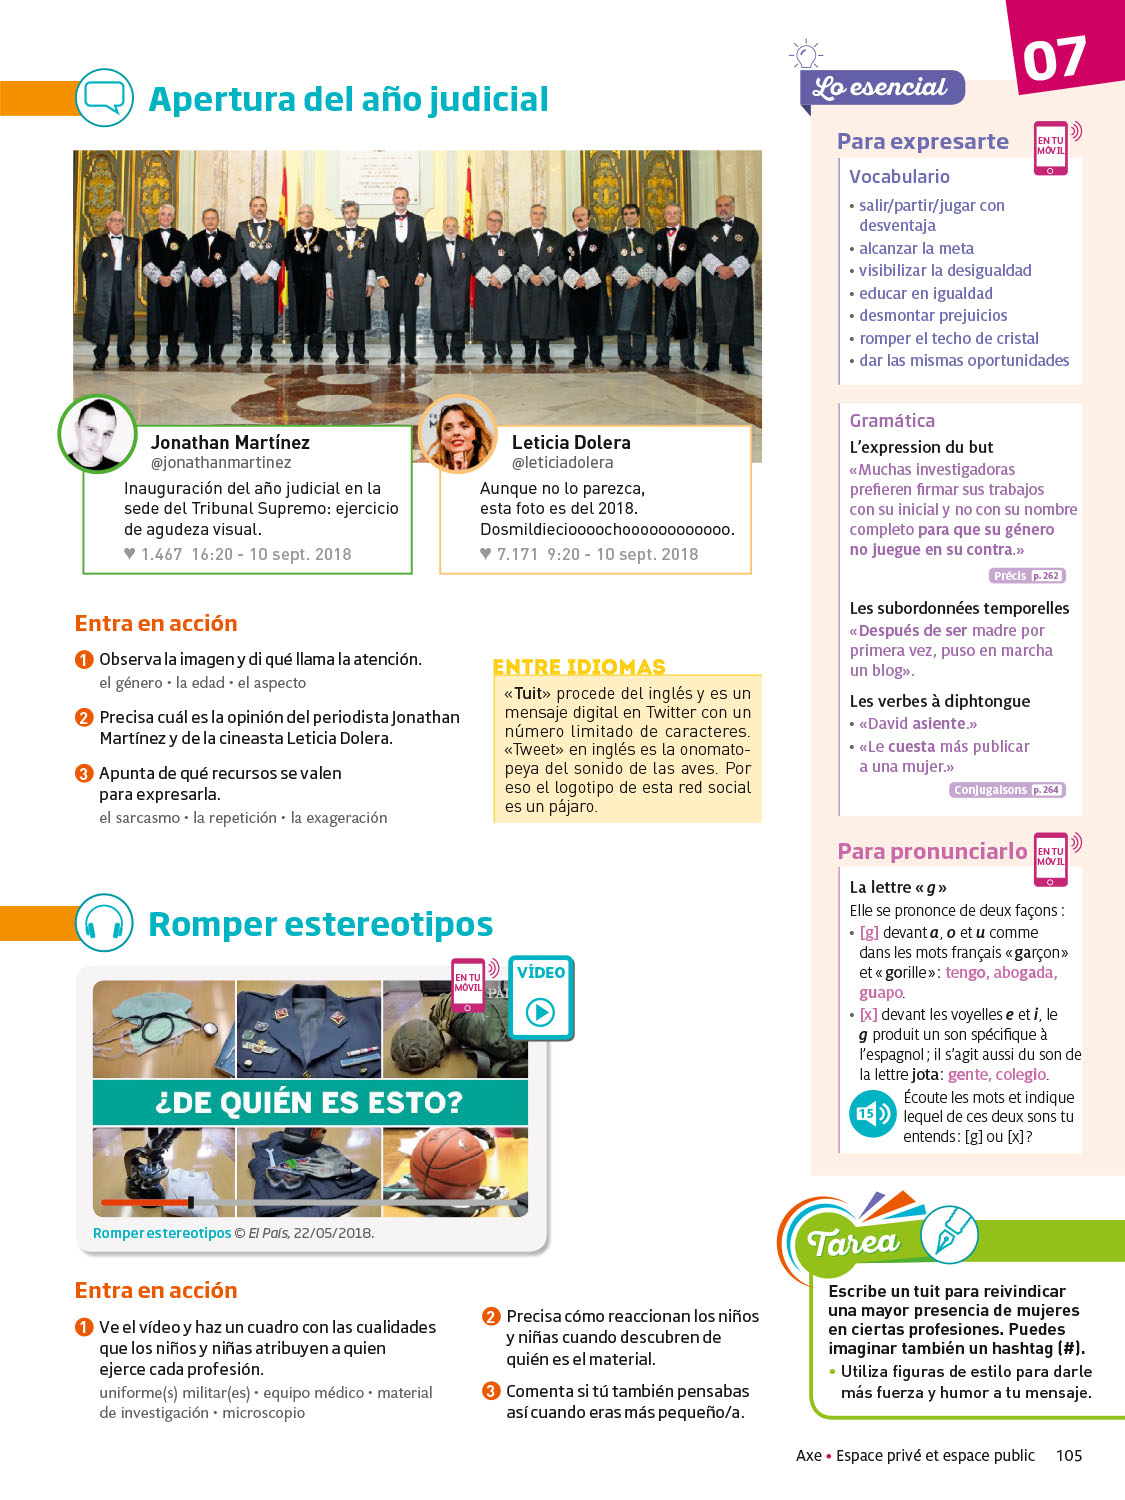 07
Apertura del año judicial
Jonathan Martínez
@jonathanmartinez
Inauguración del año judicial en la
sede del Tribunal Supremo: ejercicio
de agudeza visual.
♥ 1.467 16:20 - 10 sept. 2018
Leticia Dolera
@leticiadolera
Aunque no lo parezca,
esta foto es del 2018.
Dosmildieciooooochoooooooooooo.
♥ 7.171 9:20 - 10 sept. 2018
Entra en acción
1 Observa la imagen y di qué llama la atención.
el género • la edad • el aspecto
2 Precisa cuál es la opinión del periodista Jonathan
Martínez y de la cineasta Leticia Dolera.
3 Apunta de qué recursos se valen
para expresarla.
el sarcasmo • la repetición • la exageración
ENTRE IDIOMAS
«Tuit» procede del inglés y es un
mensaje digital en Twitter con un
número limitado de caracteres.
«Tweet» en inglés es la onomato-
peya del sonido de las aves. Por
eso el logotipo de esta red social
es un pájaro.
Romper estereotipos
EN TU
MÓVIL
VÍDEO
¿DE QUIÉN ES ESTO?
Romper estereotipos © El País, 22/05/2018.
Entra en acción
1 Ve el vídeo y haz un cuadro con las cualidades
que los niños y niñas atribuyen a quien
ejerce cada profesión.
uniforme(s) militar(es) • equipo médico • material
de investigación • microscopio
2 Precisa cómo reaccionan los niños
y niñas cuando descubren de
quién es el material.
3 Comenta si tú también pensabas
así cuando eras más pequeño/a.
Lo esencial
Para expresarte
EN TU
MÓVIL
Vocabulario
• salir/partir/jugar con
desventaja
• alcanzar la meta
• visibilizar la desigualdad
• educar en igualdad
• desmontar prejuicios
• romper el techo de cristal
• dar las mismas oportunidades
Gramática
L'expression du but
«Muchas investigadoras
prefieren firmar sus trabajos
con su inicial y no con su nombre
completo para que su género
no juegue en su contra.»
Précis p. 262
Les subordonnées temporelles
«Después de ser madre por
primera vez, puso en marcha
un blog».
Les verbes à diphtongue
• «David asiente.»
• «Le cuesta más publicar
a una mujer.»
Conjugaisons p. 264
Para pronunciarlo
EN TU
MÓVIL
La lettre « g »
Elle se prononce de deux façons :
• [g] devant a, o et u comme
dans les mots français « garçon »
et « gorille » : tengo, abogada,
guapo.
• [x] devant les voyelles e et i, le
g produit un son spécifique à
l'espagnol ; il s'agit aussi du son de
la lettre jota : gente, colegio.
15
Écoute les mots et indique
lequel de ces deux sons tu
entends : [g] ou [x] ?
Tarea
Escribe un tuit para reivindicar
una mayor presencia de mujeres
en ciertas profesiones. Puedes
imaginar también un hashtag (#).
• Utiliza figuras de estilo para darle
más fuerza y humor a tu mensaje.
Axe • Espace privé et espace public 105